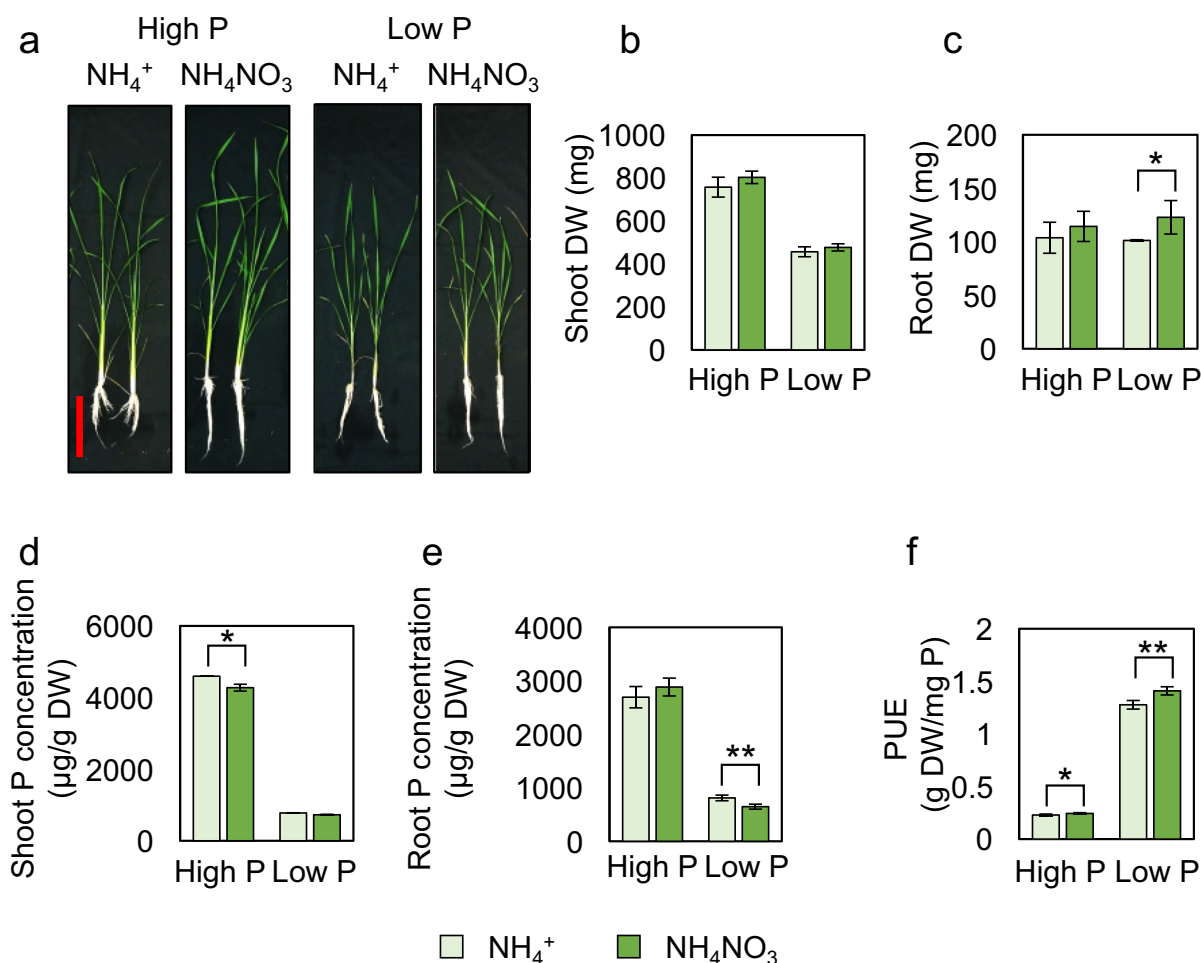 a
High P
Low P
NH₄⁺
NH₄NO₃
NH₄⁺
NH₄NO₃
b
Shoot DW (mg)
1000
800
600
400
200
0
High P
Low P
c
Root DW (mg)
200
150
100
50
0
*
High P
Low P
d
Shoot P concentration
(µg/g DW)
6000
4000
2000
0
*
High P
Low P
e
Root P concentration
(µg/g DW)
4000
3000
2000
1000
0
**
High P
Low P
f
PUE
(g DW/mg P)
2
1.5
1
0.5
0
*
**
High P
Low P
NH₄⁺
NH₄NO₃